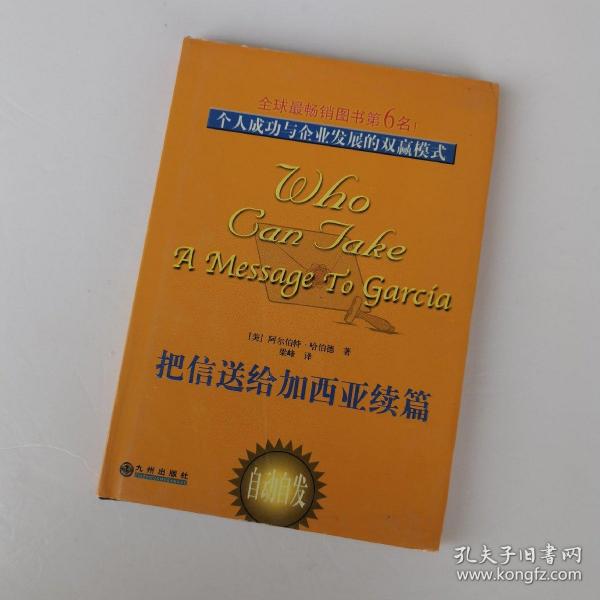 全球最畅销图书第6名!
个人成功与企业发展的双赢模式
Who
Can Take
A Message To Garcia
[美] 阿尔伯特·哈伯德 著
梁峰 译
把信送给加西亚续篇
九州出版社
自动自发
孔夫子旧书网
www.kongfz.com